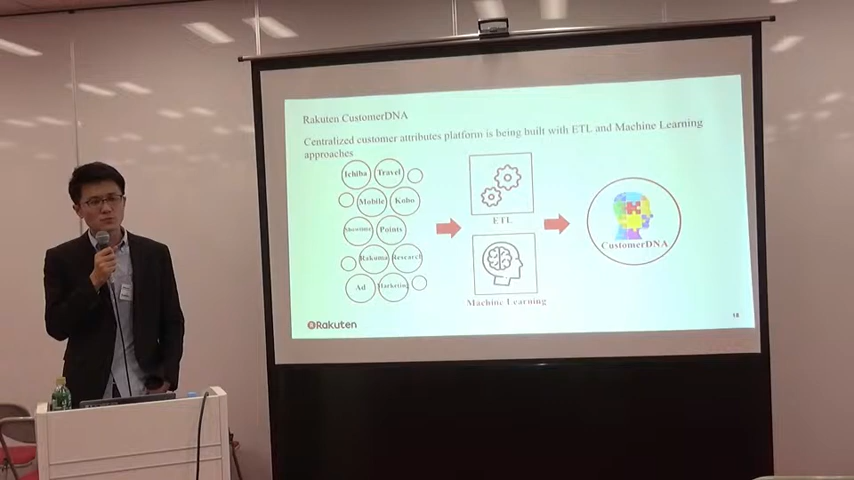 Rakuten CustomerDNA
Centralized customer attributes platform is being built with ETL and Machine Learning
approaches
Ichiba
Travel
Mobile
Kobo
Points
Rakuma
Research
Ad
Marketing
ETL
Machine Learning
CustomerDNA
Rakuten
18